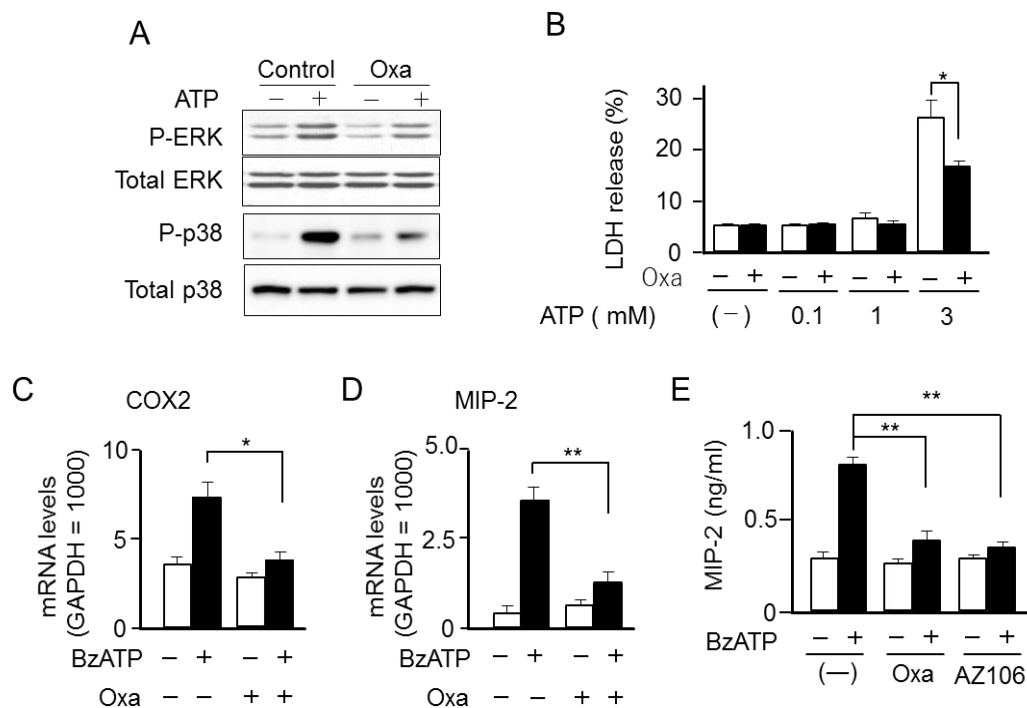 A
Control Oxa
ATP − + − +
P-ERK
Total ERK
P-p38
Total p38
B
LDH release (%)
30
20
10
0
*
Oxa − + − + − + − +
ATP ( mM) (−) 0.1 1 3
C
COX2
mRNA levels
(GAPDH = 1000)
10
5
0
*
BzATP − + − +
Oxa − − + +
D
MIP-2
mRNA levels
(GAPDH = 1000)
5.0
2.5
0
**
BzATP − + − +
Oxa − − + +
E
MIP-2 (ng/ml)
1.0
0.5
0
**
**
BzATP − + − + − +
(—) Oxa AZ106